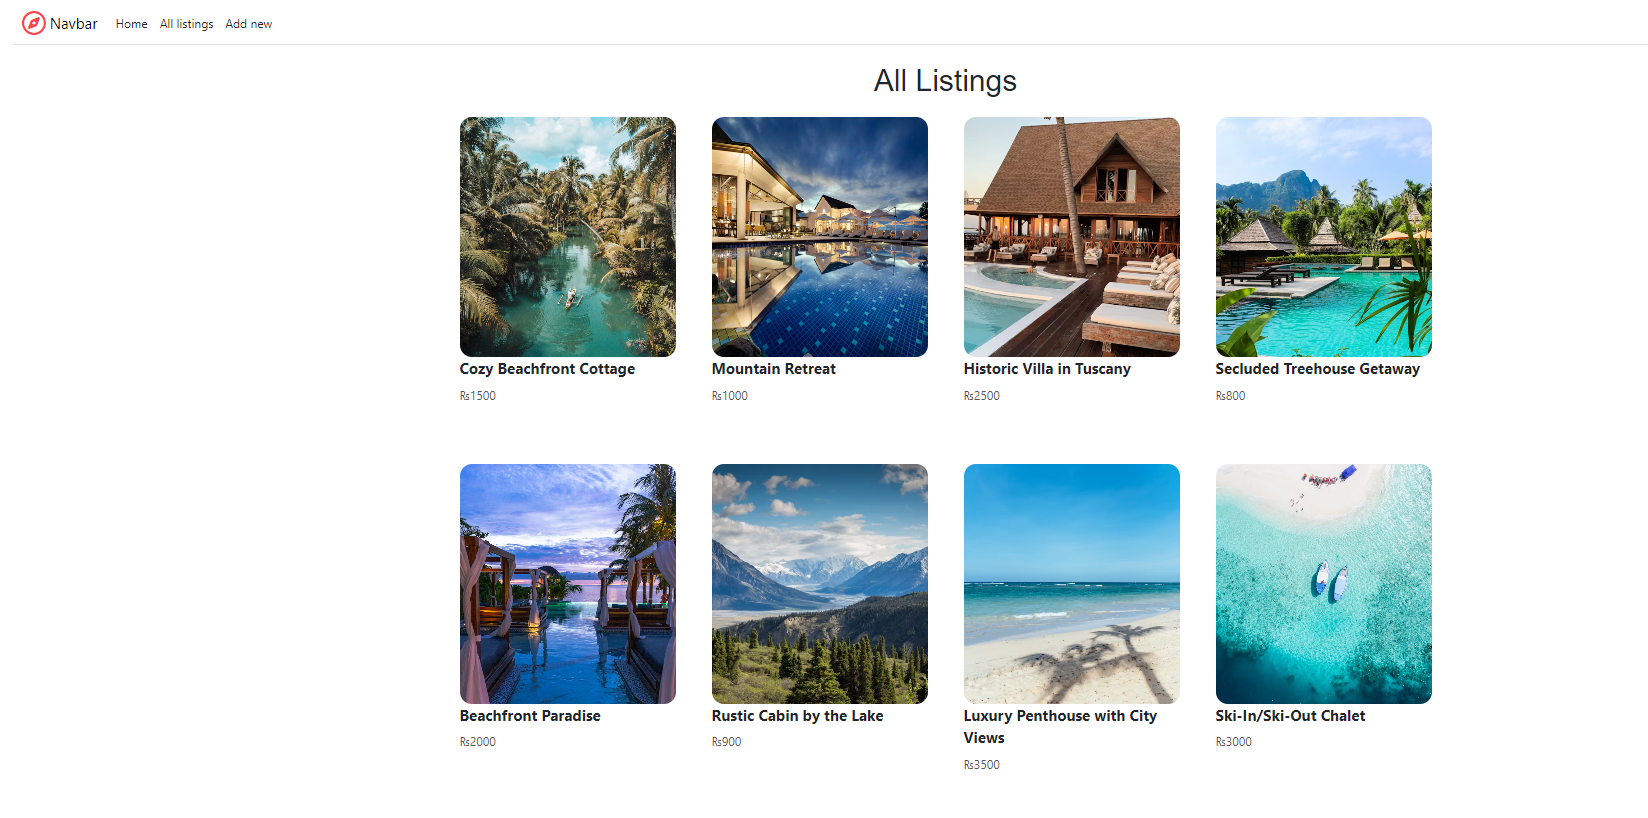 Navbar Home All listings Add new
All Listings
Cozy Beachfront Cottage
₨1500
Mountain Retreat
₨1000
Historic Villa in Tuscany
₨2500
Secluded Treehouse Getaway
₨800
Beachfront Paradise
₨2000
Rustic Cabin by the Lake
₨900
Luxury Penthouse with City
Views
₨3500
Ski-In/Ski-Out Chalet
₨3000